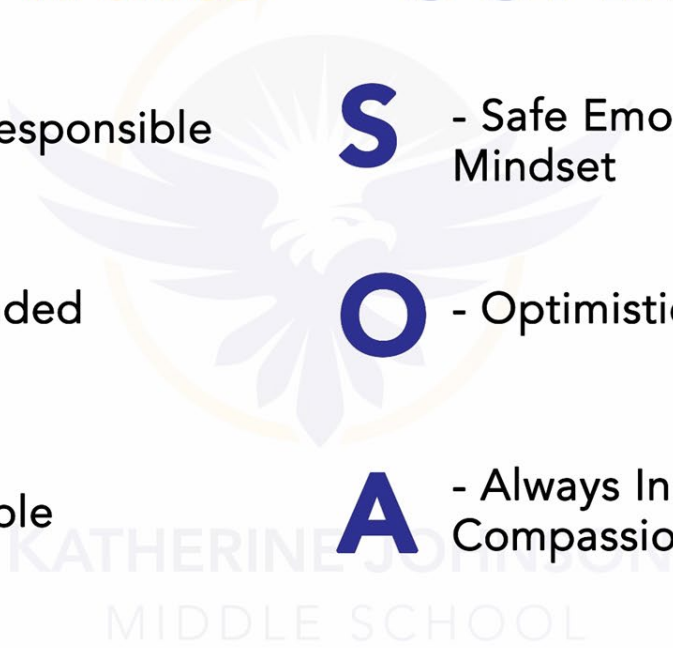 esponsible
S
- Safe Emo
Mindset
ded
O
- Optimisti
ple
A
- Always In
Compassio
KATHERINE JOHNSON
MIDDLE SCHOOL